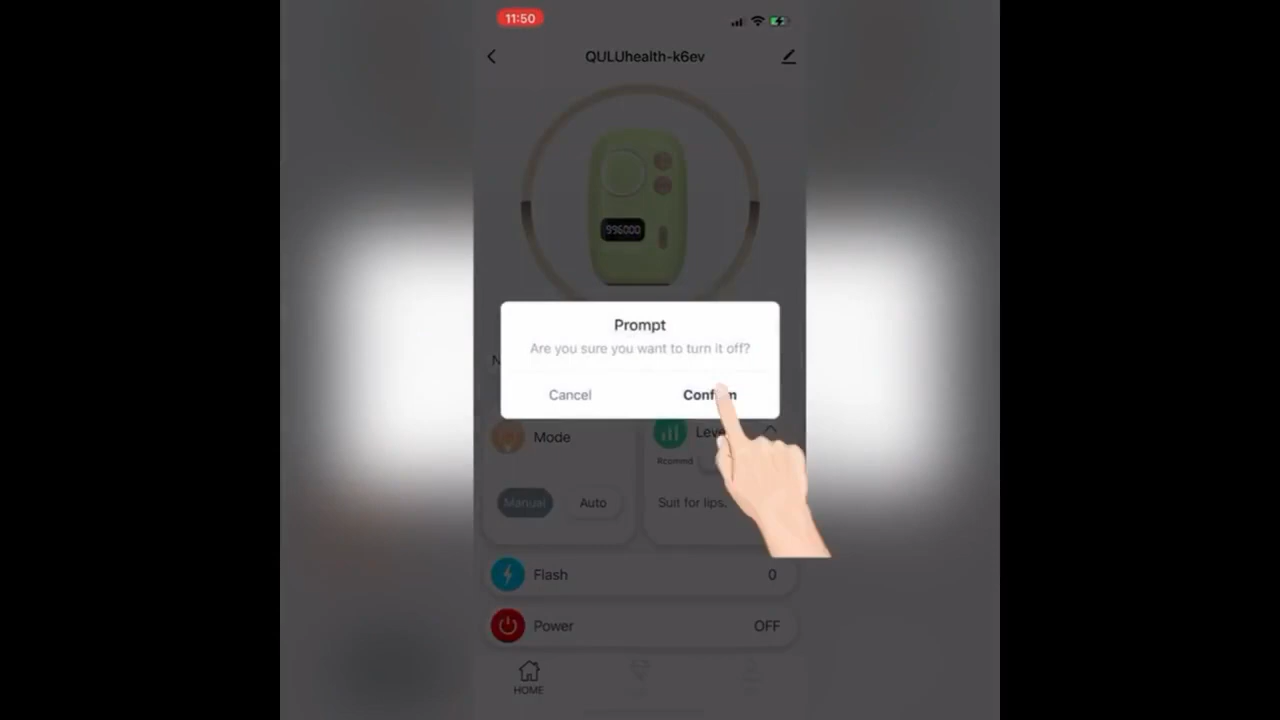 11:50
QULUhealth-k6ev
996000
Prompt
Are you sure you want to turn it off?
Cancel
Mode
Rcommd
Manual
Auto
Suit for lips.
Flash
0
Power
OFF
HOME